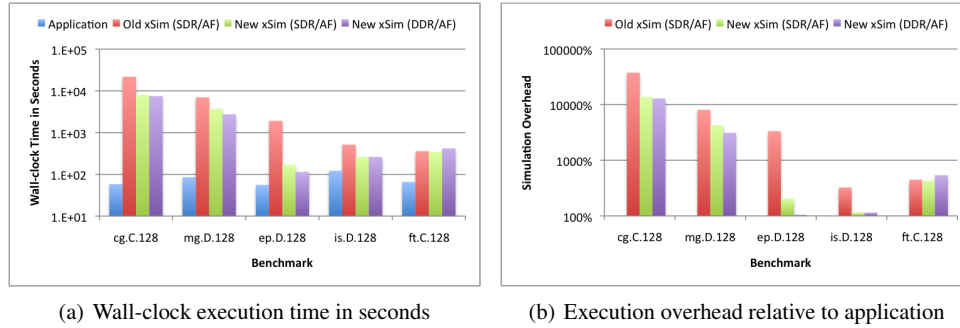 Application Old xSim (SDR/AF) New xSim (SDR/AF) New xSim (DDR/AF)
Wall-clock Time in Seconds
1.E+05
1.E+04
1.E+03
1.E+02
1.E+01
cg.C.128 mg.D.128 ep.D.128 is.D.128 ft.C.128
Benchmark
(a) Wall-clock execution time in seconds
Old xSim (SDR/AF) New xSim (SDR/AF) New xSim (DDR/AF)
Simulation Overhead
100000%
10000%
1000%
100%
cg.C.128 mg.D.128 ep.D.128 is.D.128 ft.C.128
Benchmark
(b) Execution overhead relative to application